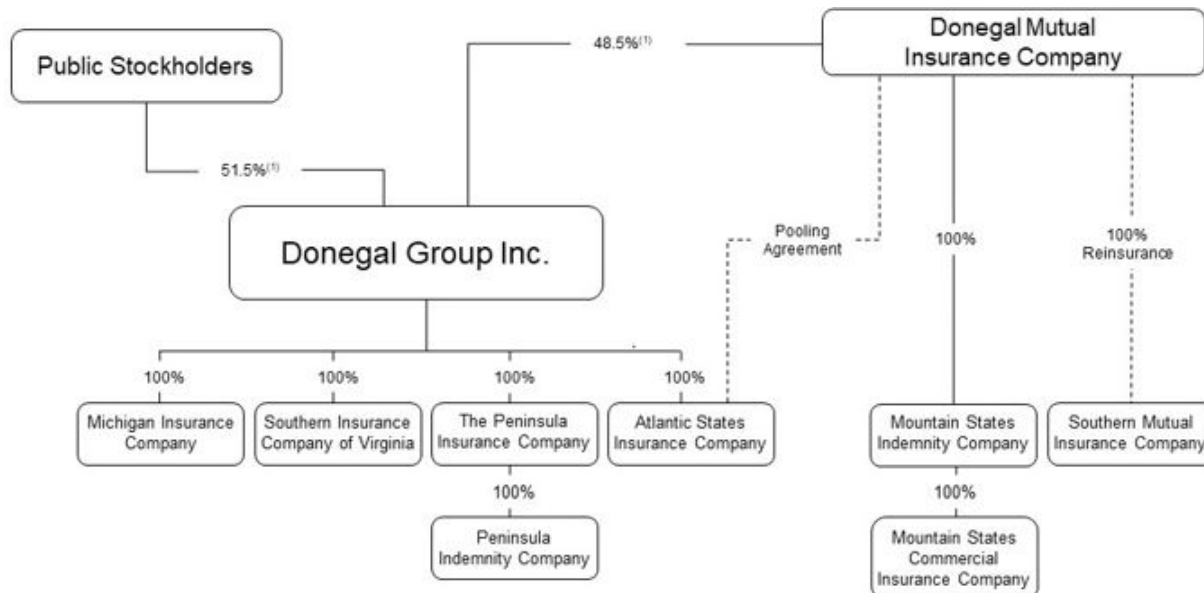 Public Stockholders
48.5%(1)
Donegal Mutual
Insurance Company
51.5%(1)
Donegal Group Inc.
Pooling
Agreement
100%
100%
Reinsurance
100%
100%
100%
100%
Michigan Insurance
Company
Southern Insurance
Company of Virginia
The Peninsula
Insurance Company
Atlantic States
Insurance Company
Mountain States
Indemnity Company
Southern Mutual
Insurance Company
100%
100%
Peninsula
Indemnity Company
Mountain States
Commercial
Insurance Company